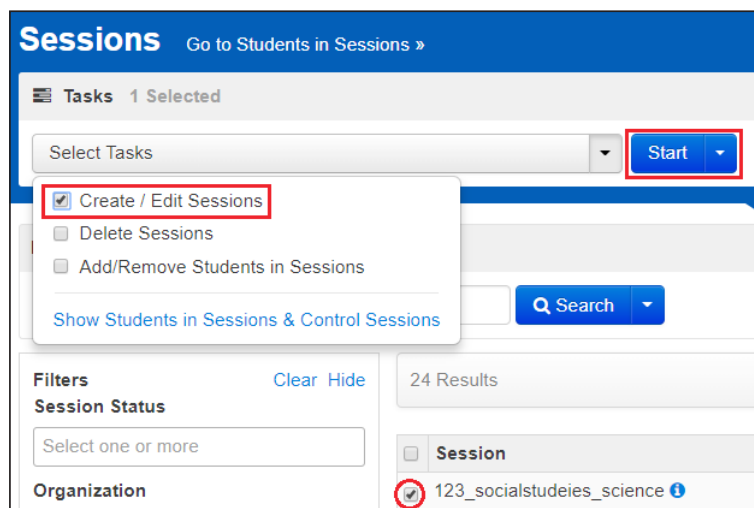 Sessions Go to Students in Sessions »
Tasks 1 Selected
Select Tasks Start
Create / Edit Sessions
Delete Sessions
Add/Remove Students in Sessions
Search
Show Students in Sessions & Control Sessions
Filters Clear Hide 24 Results
Session Status
Select one or more
Session
Organization 123_socialstudeies_science